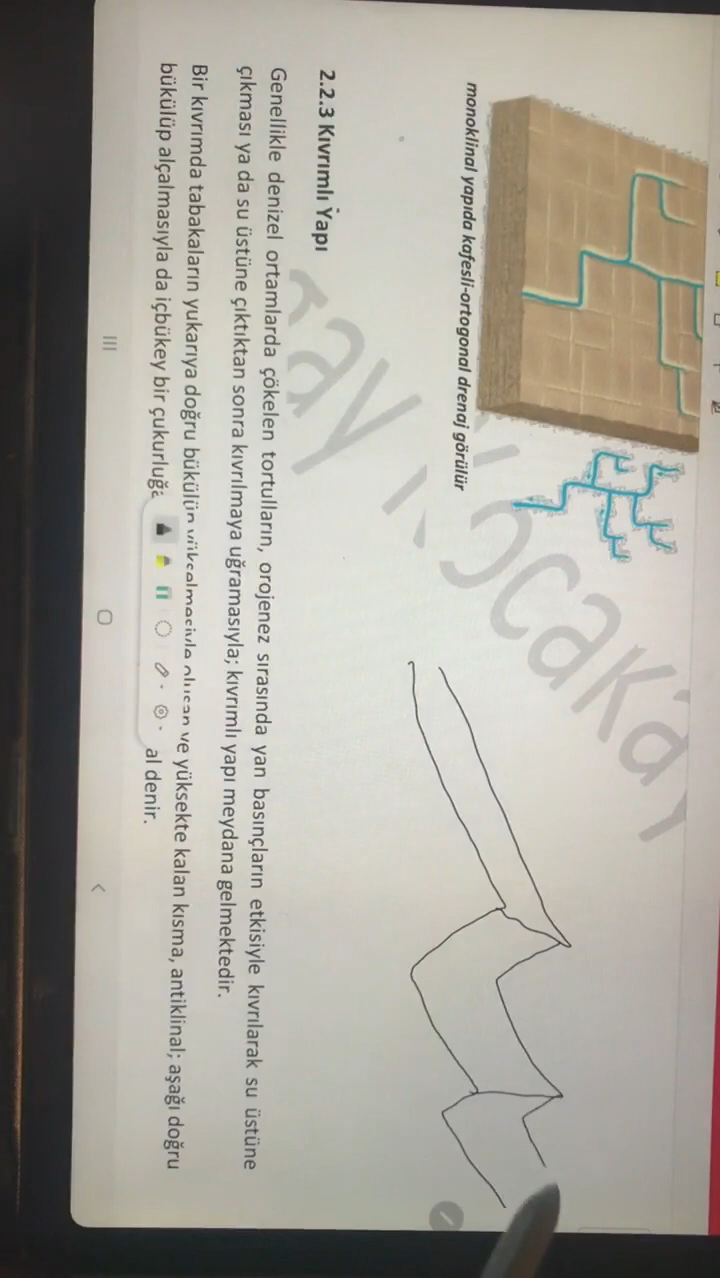 monoklinal yapıda kafesli-ortogonal drenaj görülür
2.2.3 Kıvrımlı Yapı
Genellikle denizel ortamlarda çökelen tortulların, orojenez sırasında yan basınçların etkisiyle kıvrılarak su üstüne
çıkması ya da su üstüne çıktıktan sonra kıvrılmaya uğramasıyla; kıvrımlı yapı meydana gelmektedir.
Bir kıvrımda tabakaların yukarıya doğru bükülüp yükselmesiyle oluşan ve yüksekte kalan kısma, antiklinal; aşağı doğru
bükülüp alçalmasıyla da içbükey bir çukurluğa al denir.